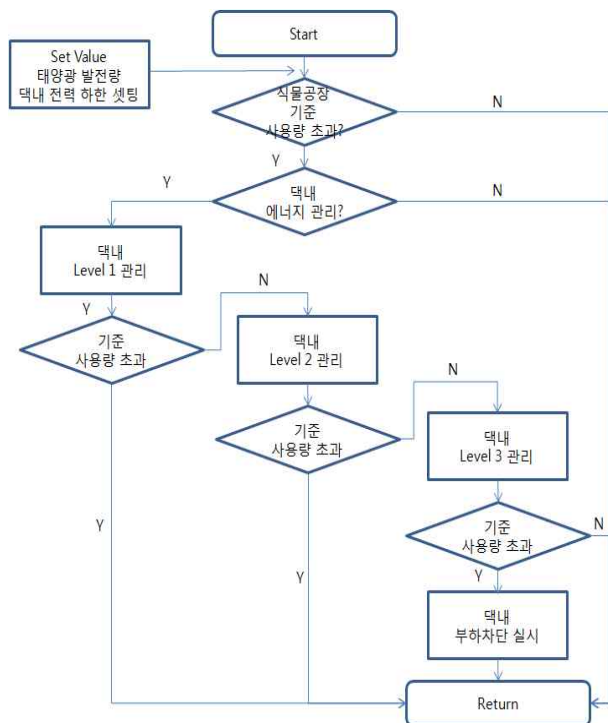 Start
Set Value
태양광 발전량
댁내 전력 하한 셋팅
식물공장
기준
사용량 초과?
N
Y
Y
댁내
에너지 관리?
N
댁내
Level 1 관리
Y
N
기준
사용량 초과
댁내
Level 2 관리
N
기준
사용량 초과
댁내
Level 3 관리
Y
기준
사용량 초과
N
Y
Y
댁내
부하차단 실시
Return